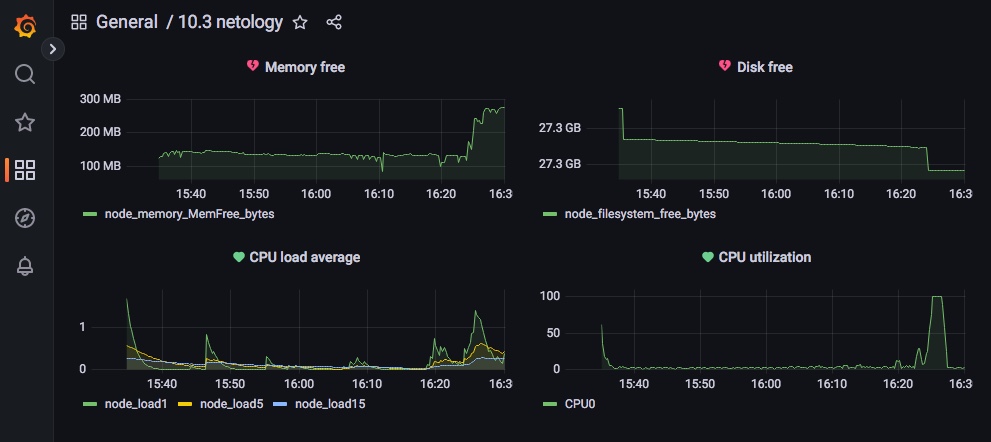 General / 10.3 netology
Memory free
300 MB
200 MB
100 MB
15:40 15:50 16:00 16:10 16:20 16:3
node_memory_MemFree_bytes
Disk free
27.3 GB
27.3 GB
15:40 15:50 16:00 16:10 16:20 16:3
node_filesystem_free_bytes
CPU load average
1
0
15:40 15:50 16:00 16:10 16:20 16:3
node_load1 node_load5 node_load15
CPU utilization
100
50
0
15:40 15:50 16:00 16:10 16:20 16:3
CPU0